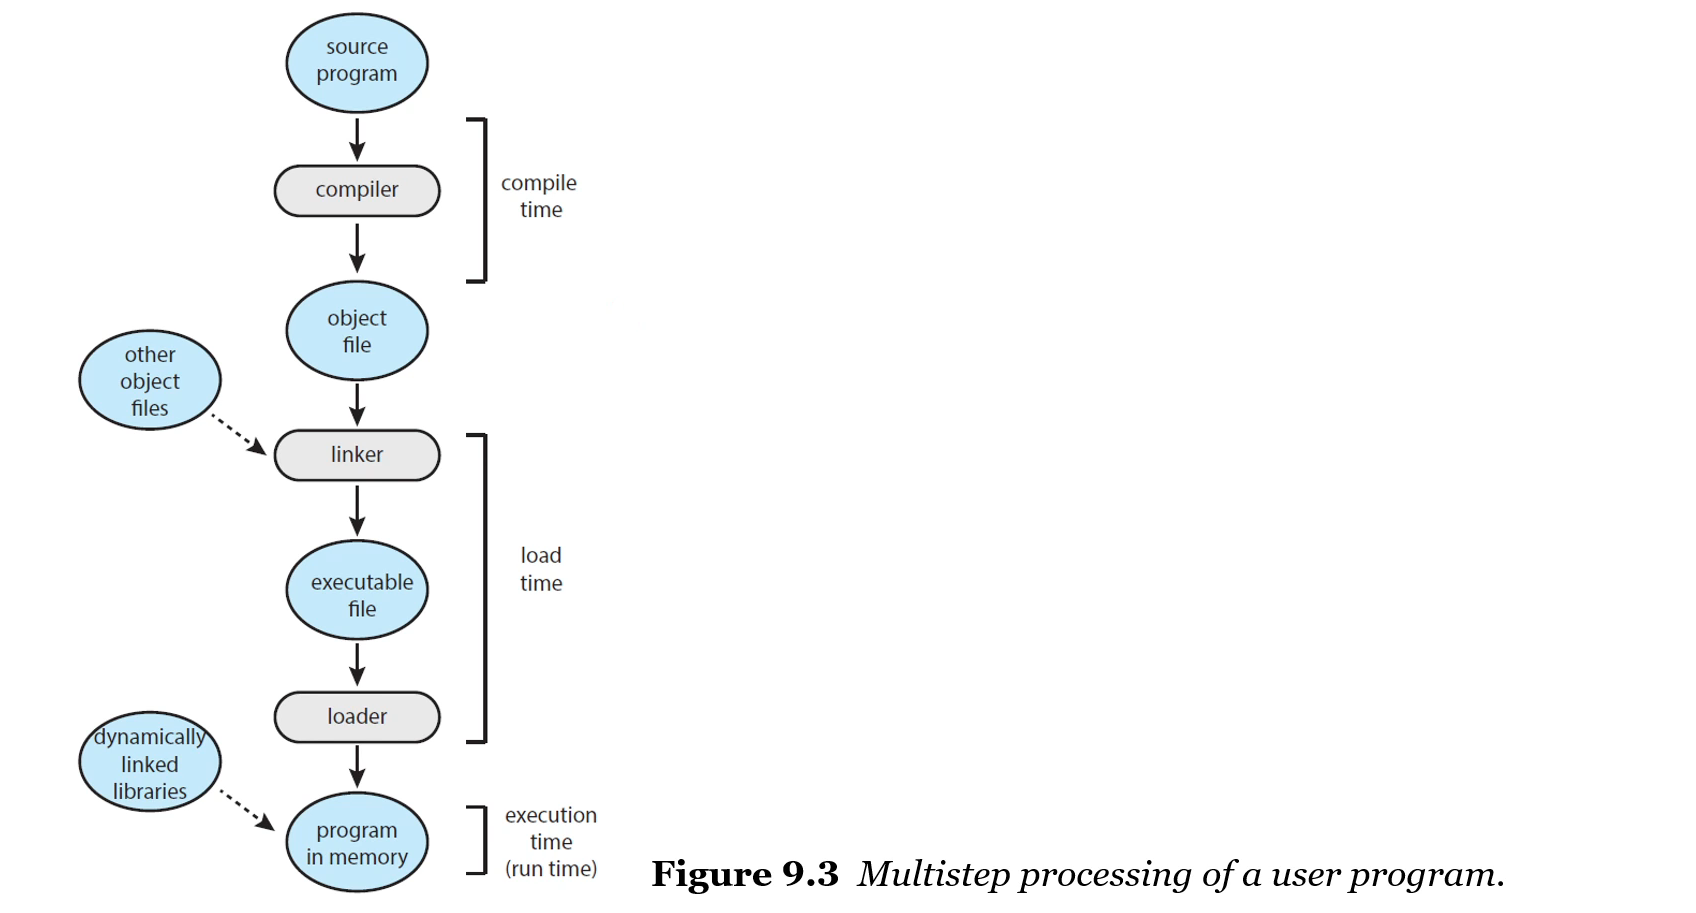 source
program
compiler
compile
time
object
file
other
object
files
linker
executable
file
load
time
loader
dynamically
linked
libraries
program
in memory
execution
time
(run time)
Figure 9.3 Multistep processing of a user program.